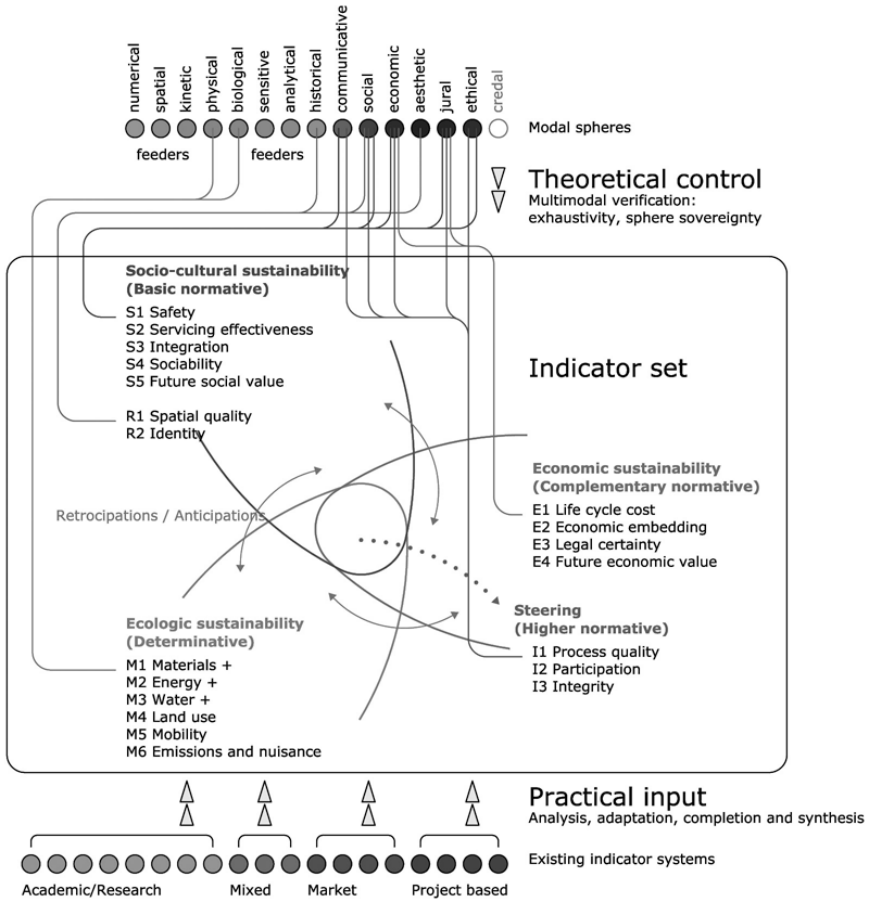 numerical
spatial
kinetic
physical
biological
sensitive
analytical
historical
communicative
social
economic
aesthetic
jural
ethical
credal
Modal spheres
feeders
feeders
Theoretical control
Multimodal verification:
exhaustivity, sphere sovereignty
Socio-cultural sustainability
(Basic normative)
S1 Safety
S2 Servicing effectiveness
S3 Integration
S4 Sociability
S5 Future social value
R1 Spatial quality
R2 Identity
Indicator set
Economic sustainability
(Complementary normative)
E1 Life cycle cost
E2 Economic embedding
E3 Legal certainty
E4 Future economic value
Retrocipations / Anticipations
Ecologic sustainability
(Determinative)
M1 Materials +
M2 Energy +
M3 Water +
M4 Land use
M5 Mobility
M6 Emissions and nuisance
Steering
(Higher normative)
I1 Process quality
I2 Participation
I3 Integrity
Practical input
Analysis, adaptation, completion and synthesis
Existing indicator systems
Academic/Research
Mixed
Market
Project based